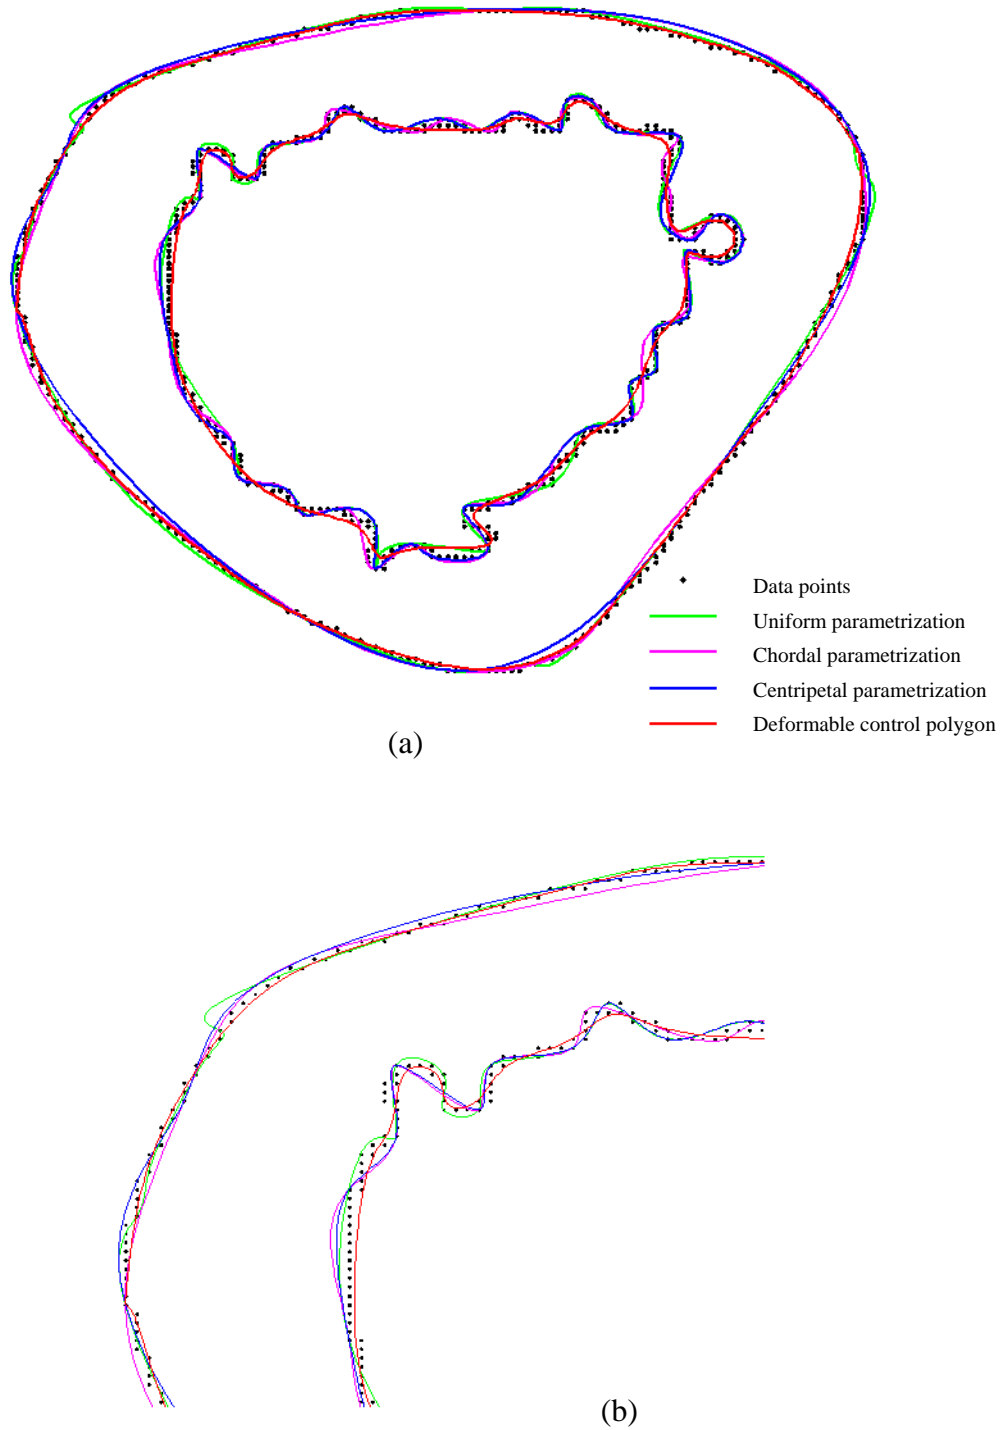 Data points
Uniform parametrization
Chordal parametrization
Centripetal parametrization
Deformable control polygon
(a)
(b)